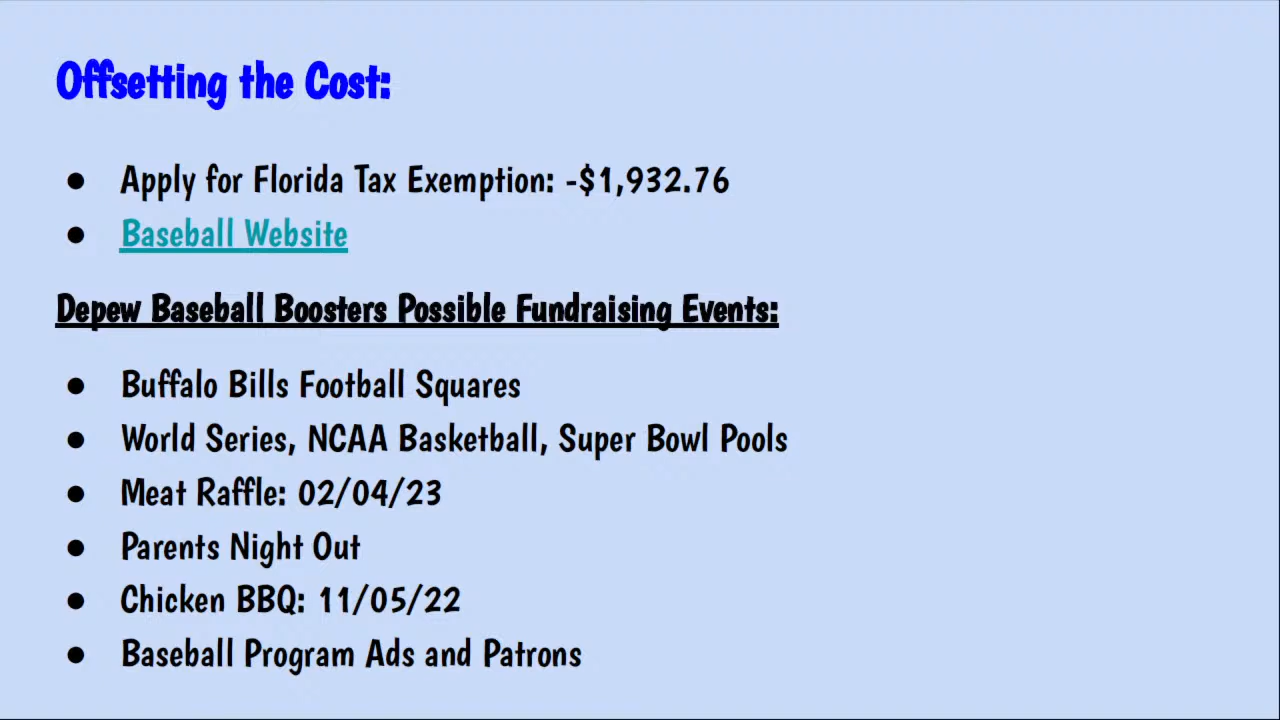 Offsetting the Cost:
● Apply for Florida Tax Exemption: -$1,932.76
● Baseball Website
Depew Baseball Boosters Possible Fundraising Events:
● Buffalo Bills Football Squares
● World Series, NCAA Basketball, Super Bowl Pools
● Meat Raffle: 02/04/23
● Parents Night Out
● Chicken BBQ: 11/05/22
● Baseball Program Ads and Patrons